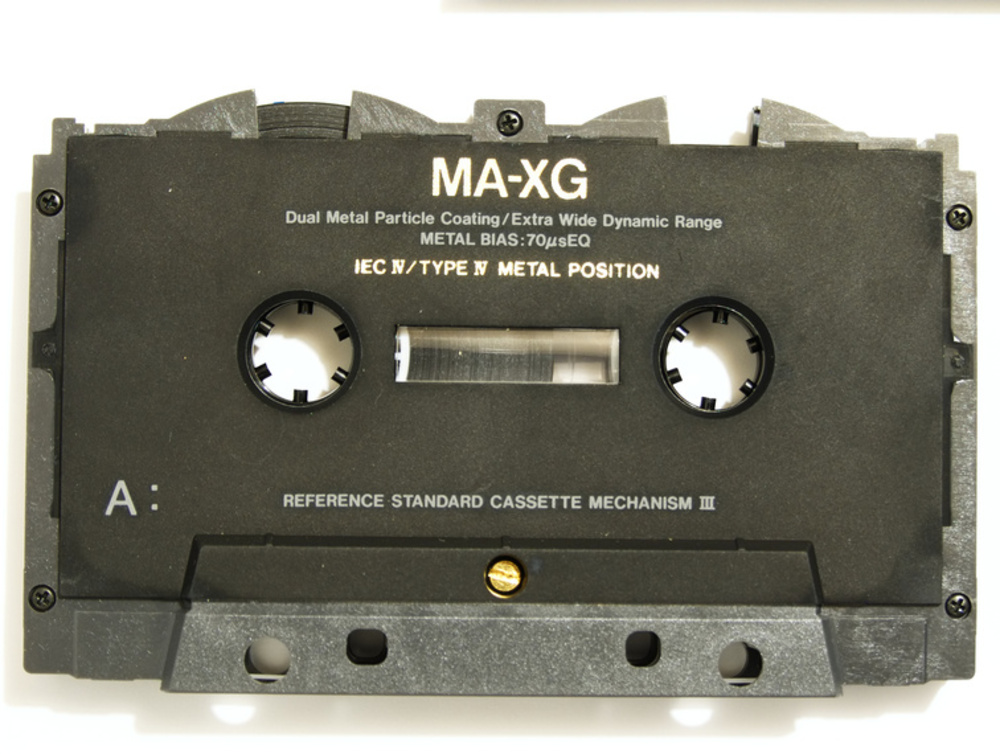 MA-XG
Dual Metal Particle Coating/Extra Wide Dynamic Range
METAL BIAS:70μsEQ
IEC Ⅳ/TYPE Ⅳ METAL POSITION
A:
REFERENCE STANDARD CASSETTE MECHANISM Ⅲ